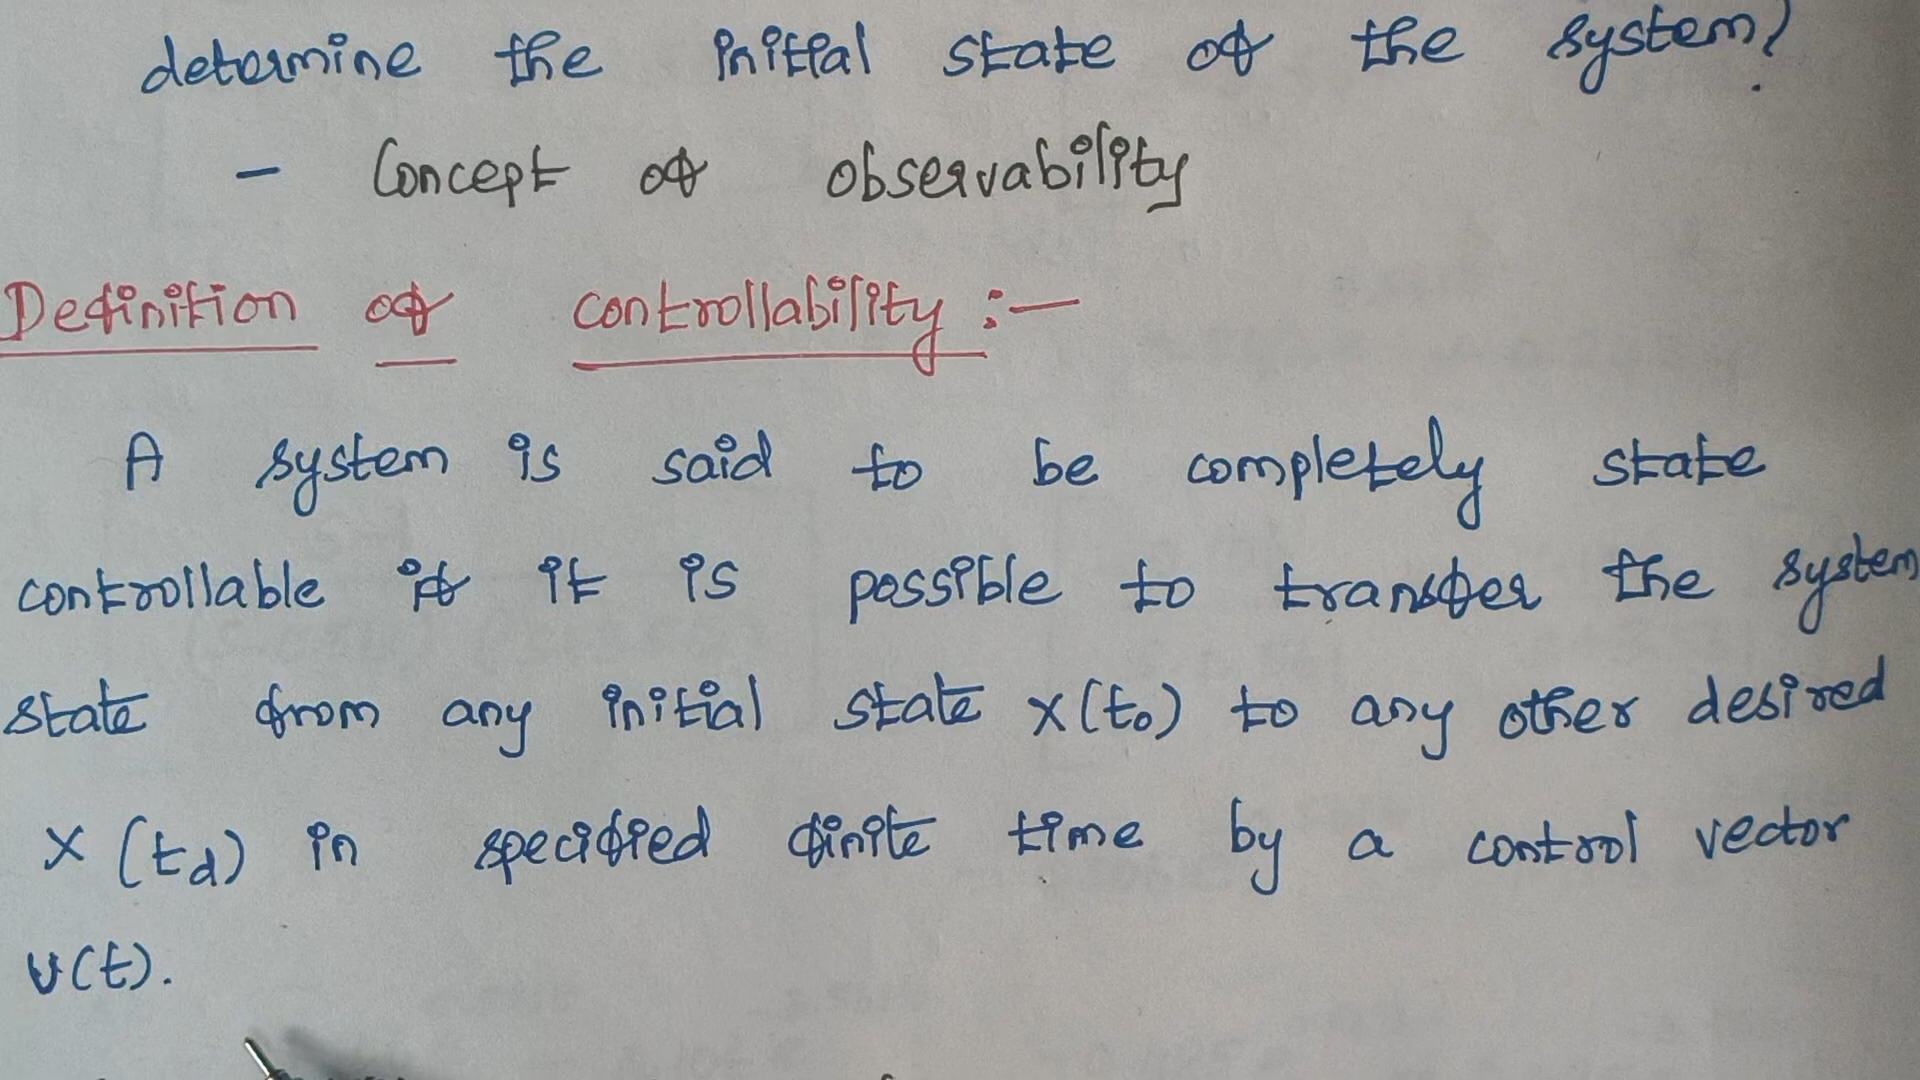 determine the initial state of the system?
- Concept of observability
Definition of controllability :-
A system is said to be completely state
controllable if it is possible to transfer the system
state from any initial state x(t₀) to any other desired
x (td) in specified finite time by a control vector
U(t).